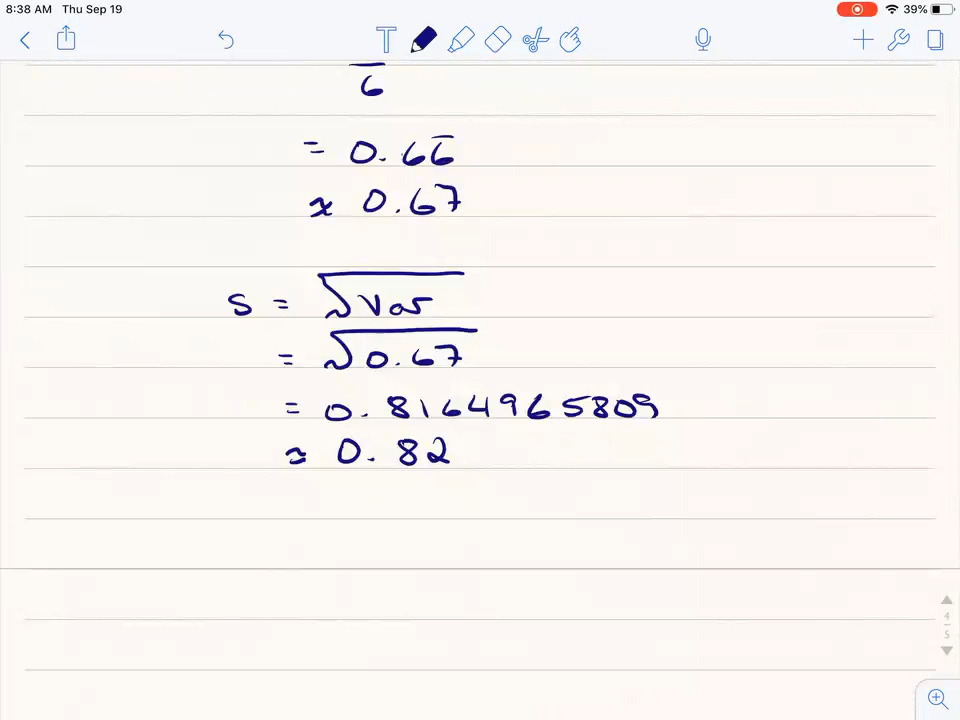 8:38 AM Thu Sep 19 39%
T
6
= 0.66̅
≈ 0.67
S = √Var
= √0.67
= 0.81649965809
≈ 0.82
4
5